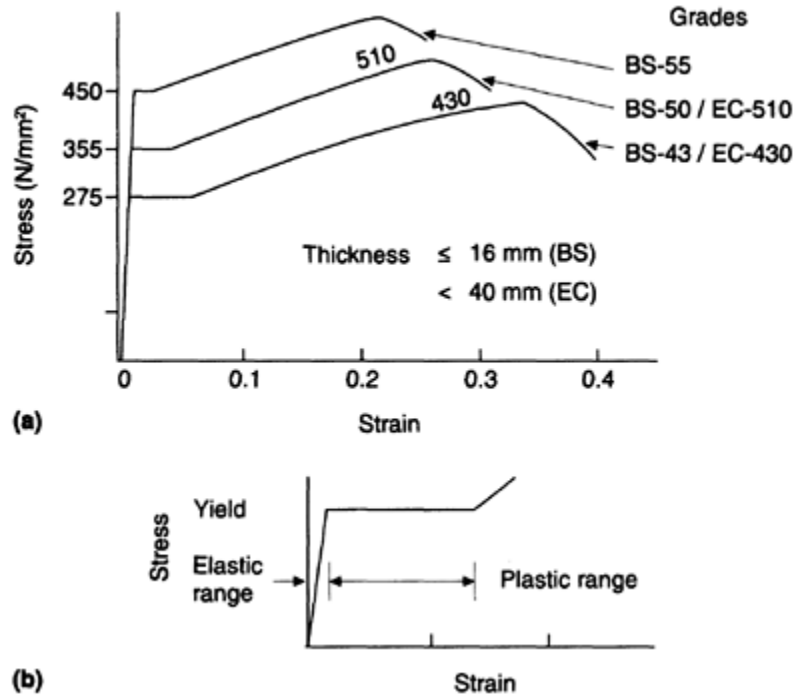 Grades
BS-55
510
BS-50 / EC-510
430
BS-43 / EC-430
Stress (N/mm²)
450
355
275
Thickness ≤ 16 mm (BS)
< 40 mm (EC)
0 0.1 0.2 0.3 0.4
(a)
Strain
Stress
Yield
Elastic
range
Plastic range
(b)
Strain